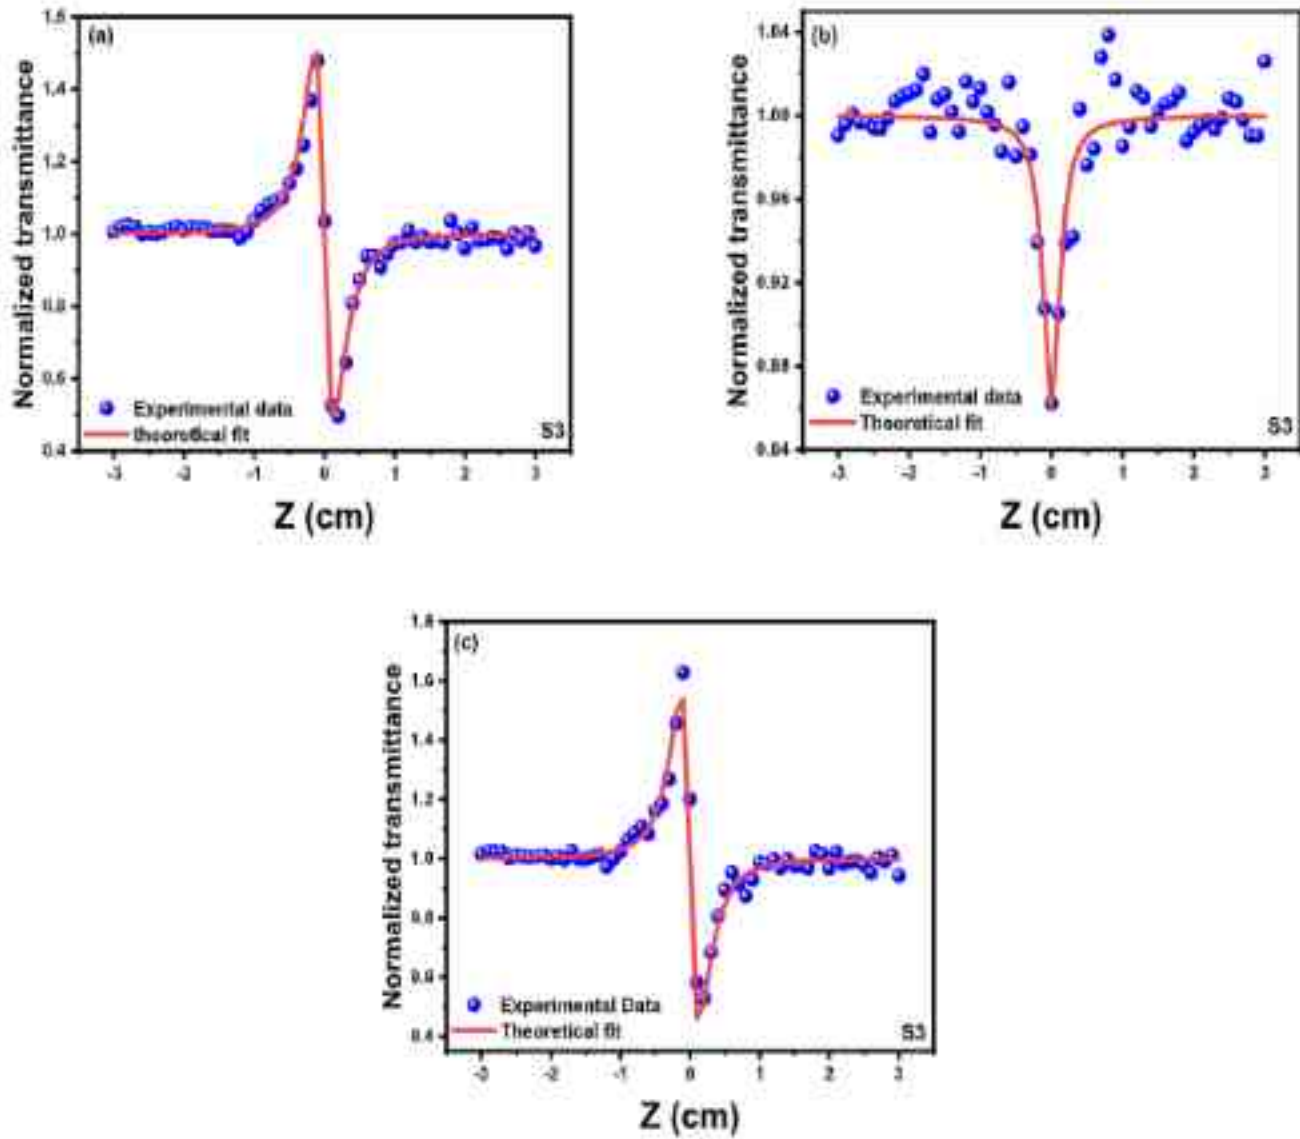 (a)
Normalized transmittance
1.6
1.4
1.2
1.0
0.8
0.6
0.4
Experimental data
theoretical fit
S3
-3 -2 -1 0 1 2 3
Z (cm)
(b)
Normalized transmittance
1.04
1.00
0.96
0.92
0.88
0.84
Experimental data
Theoretical fit
S3
-3 -2 -1 0 1 2 3
Z (cm)
(c)
Normalized transmittance
1.8
1.6
1.4
1.2
1.0
0.8
0.6
0.4
Experimental Data
Theoretical fit
S3
-3 -2 -1 0 1 2 3
Z (cm)